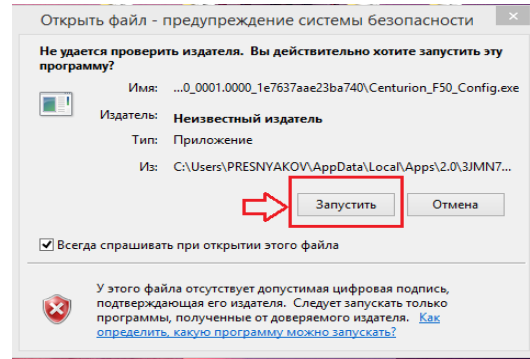 Открыть файл - предупреждение системы безопасности
Не удается проверить издателя. Вы действительно хотите запустить эту
программу?
Имя: ...0_0001.0000_1e7637aae23ba740\Centurion_F50_Config.exe
Издатель: Неизвестный издатель
Тип: Приложение
Из: C:\Users\PRESNYAKOV\AppData\Local\Apps\2.0\3JMN7...
Запустить Отмена
Всегда спрашивать при открытии этого файла
У этого файла отсутствует допустимая цифровая подпись,
подтверждающая его издателя. Следует запускать только
программы, полученные от доверяемого издателя. Как
определить, какую программу можно запускать?